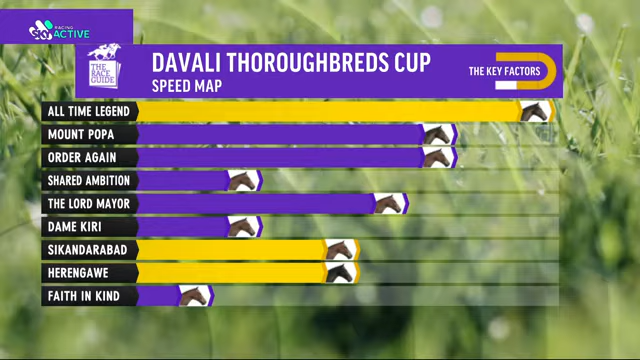 SKY RACING ACTIVE
THE RACE GUIDE
DAVALI THOROUGHBREDS CUP
SPEED MAP
THE KEY FACTORS
ALL TIME LEGEND
MOUNT POPA
ORDER AGAIN
SHARED AMBITION
THE LORD MAYOR
DAME KIRI
SIKANDARABAD
HERENGAWE
FAITH IN KIND